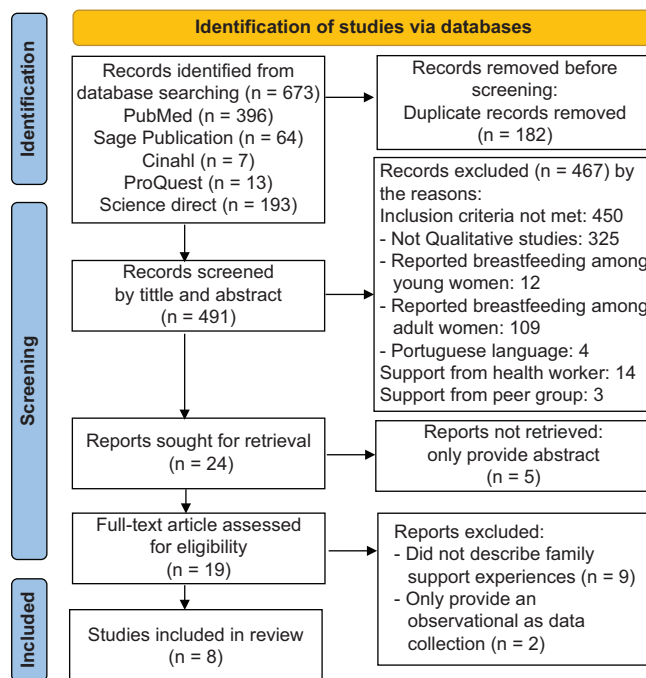 Identification of studies via databases
Identification
Records identified from
database searching (n = 673)
PubMed (n = 396)
Sage Publication (n = 64)
Cinahl (n = 7)
ProQuest (n = 13)
Science direct (n = 193)
Records removed before
screening:
Duplicate records removed
(n = 182)
Screening
Records screened
by tittle and abstract
(n = 491)
Records excluded (n = 467) by
the reasons:
Inclusion criteria not met: 450
- Not Qualitative studies: 325
- Reported breastfeeding among
young women: 12
- Reported breastfeeding among
adult women: 109
- Portuguese language: 4
Support from health worker: 14
Support from peer group: 3
Reports sought for retrieval
(n = 24)
Reports not retrieved:
only provide abstract
(n = 5)
Full-text article assessed
for eligibility
(n = 19)
Reports excluded:
- Did not describe family
support experiences (n = 9)
- Only provide an
observational as data
collection (n = 2)
Included
Studies included in review
(n = 8)